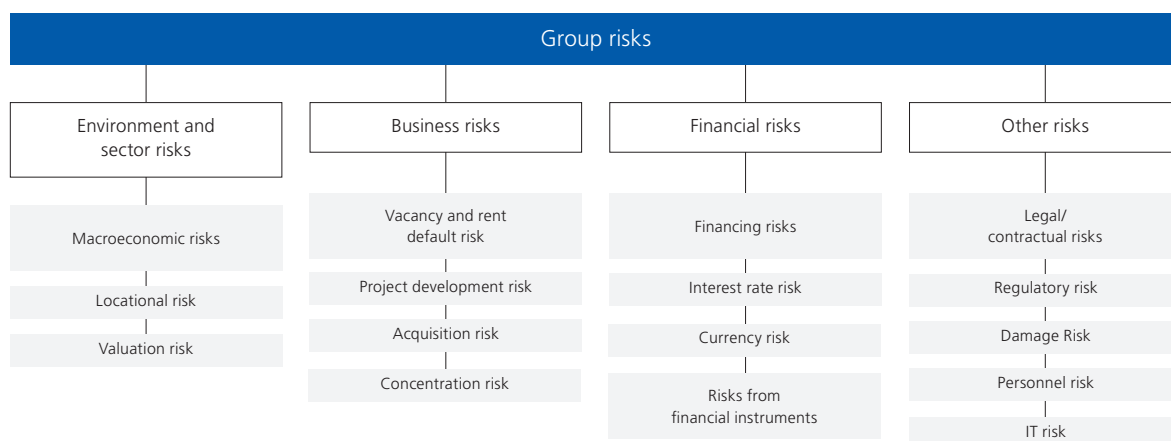 Group risks
Environment and
sector risks
Macroeconomic risks
Locational risk
Valuation risk
Business risks
Vacancy and rent
default risk
Project development risk
Acquisition risk
Concentration risk
Financial risks
Financing risks
Interest rate risk
Currency risk
Risks from
financial instruments
Other risks
Legal/
contractual risks
Regulatory risk
Damage Risk
Personnel risk
IT risk